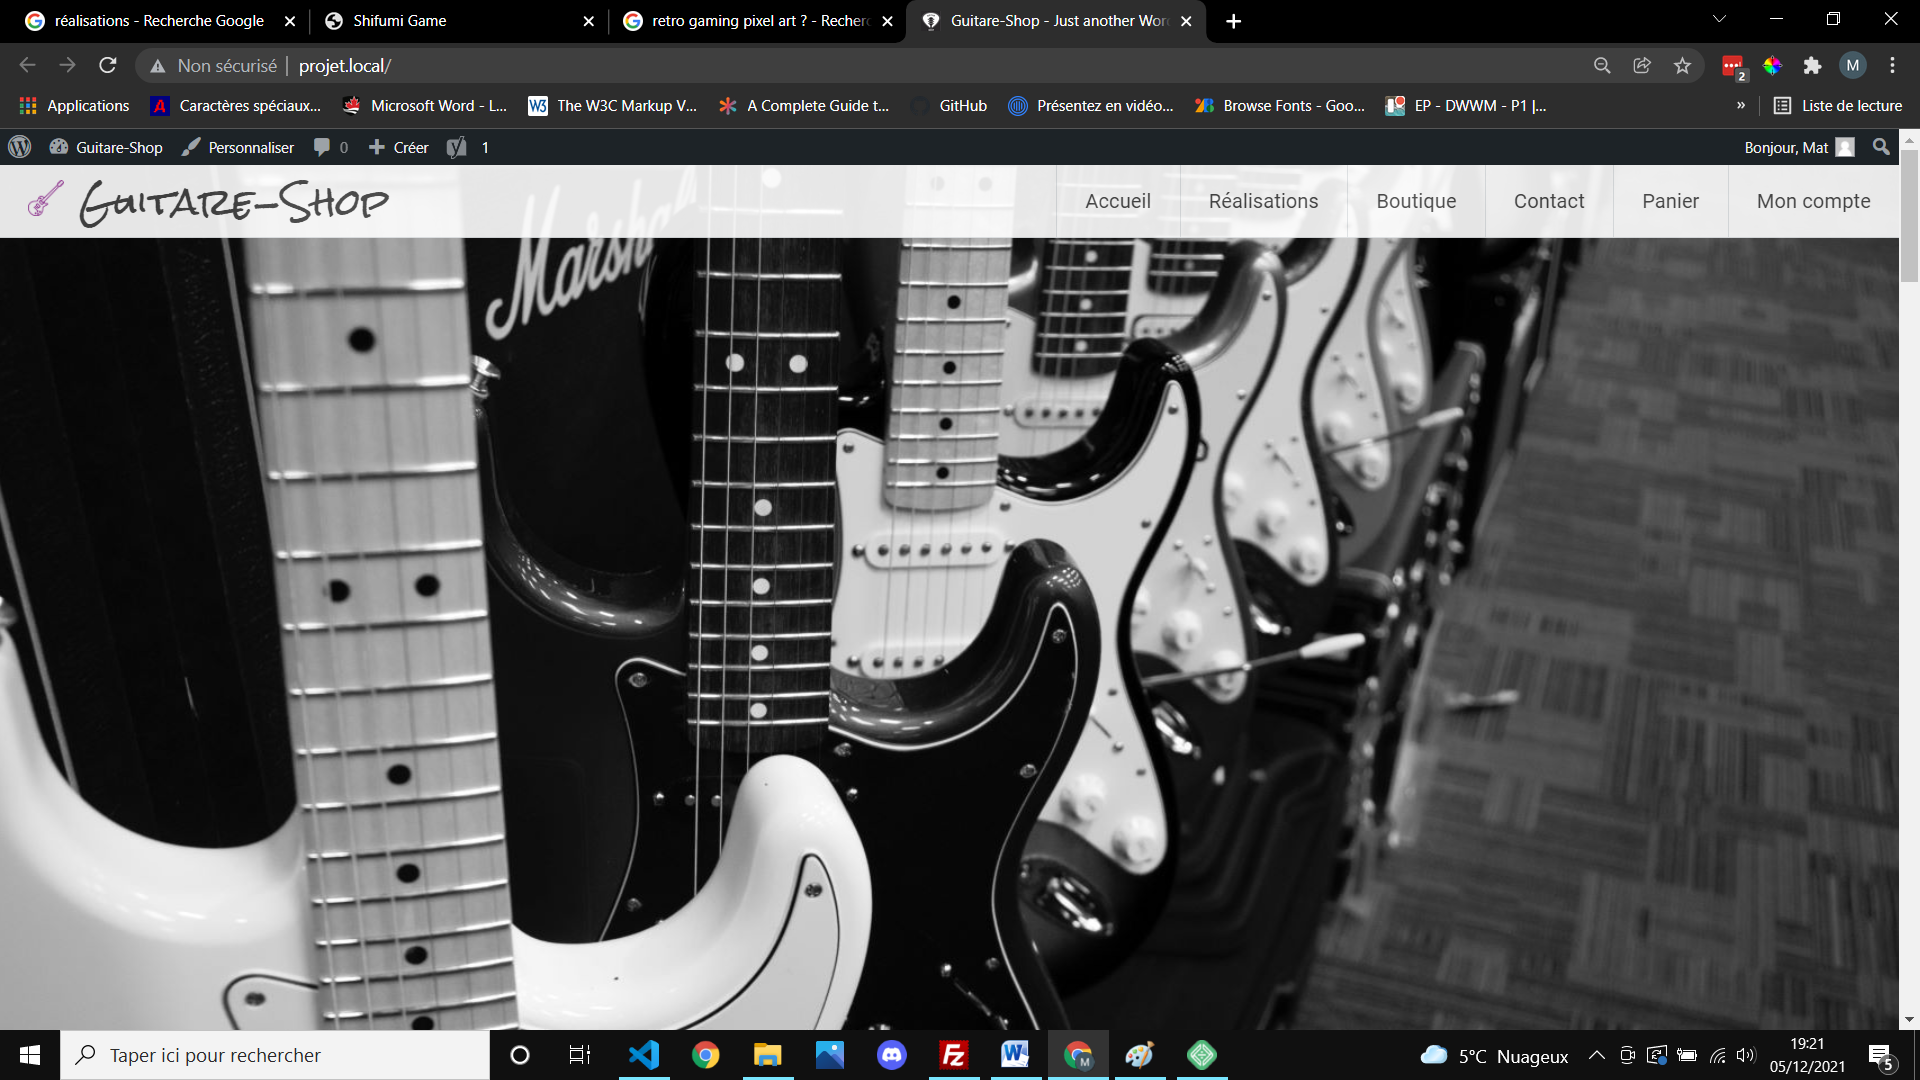 réalisations - Recherche Google
Shifumi Game
retro gaming pixel art ? - Recherc
Guitare-Shop - Just another Wor
Non sécurisé | projet.local/
2
M
Applications
Caractères spéciaux...
Microsoft Word - L...
The W3C Markup V...
A Complete Guide t...
GitHub
Présentez en vidéo...
Browse Fonts - Goo...
EP - DWWM - P1 |...
»
Liste de lecture
Guitare-Shop
Personnaliser
0
Créer
1
Bonjour, Mat
Guitare-Shop
Accueil
Réalisations
Boutique
Contact
Panier
Mon compte
Marshall
Taper ici pour rechercher
5°C Nuageux
19:21
05/12/2021
5